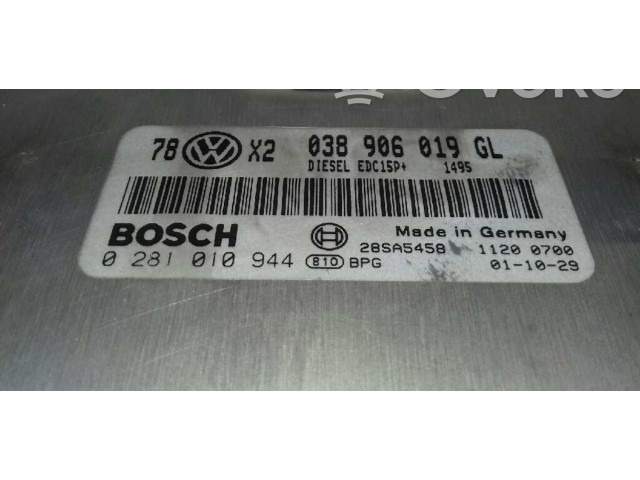 78 VW X2 038 906 019 GL
DIESEL EDC15P+ 1495
BOSCH Made in Germany
28SA5458 1120 0700
0 281 010 944 810 BPG 01-10-29